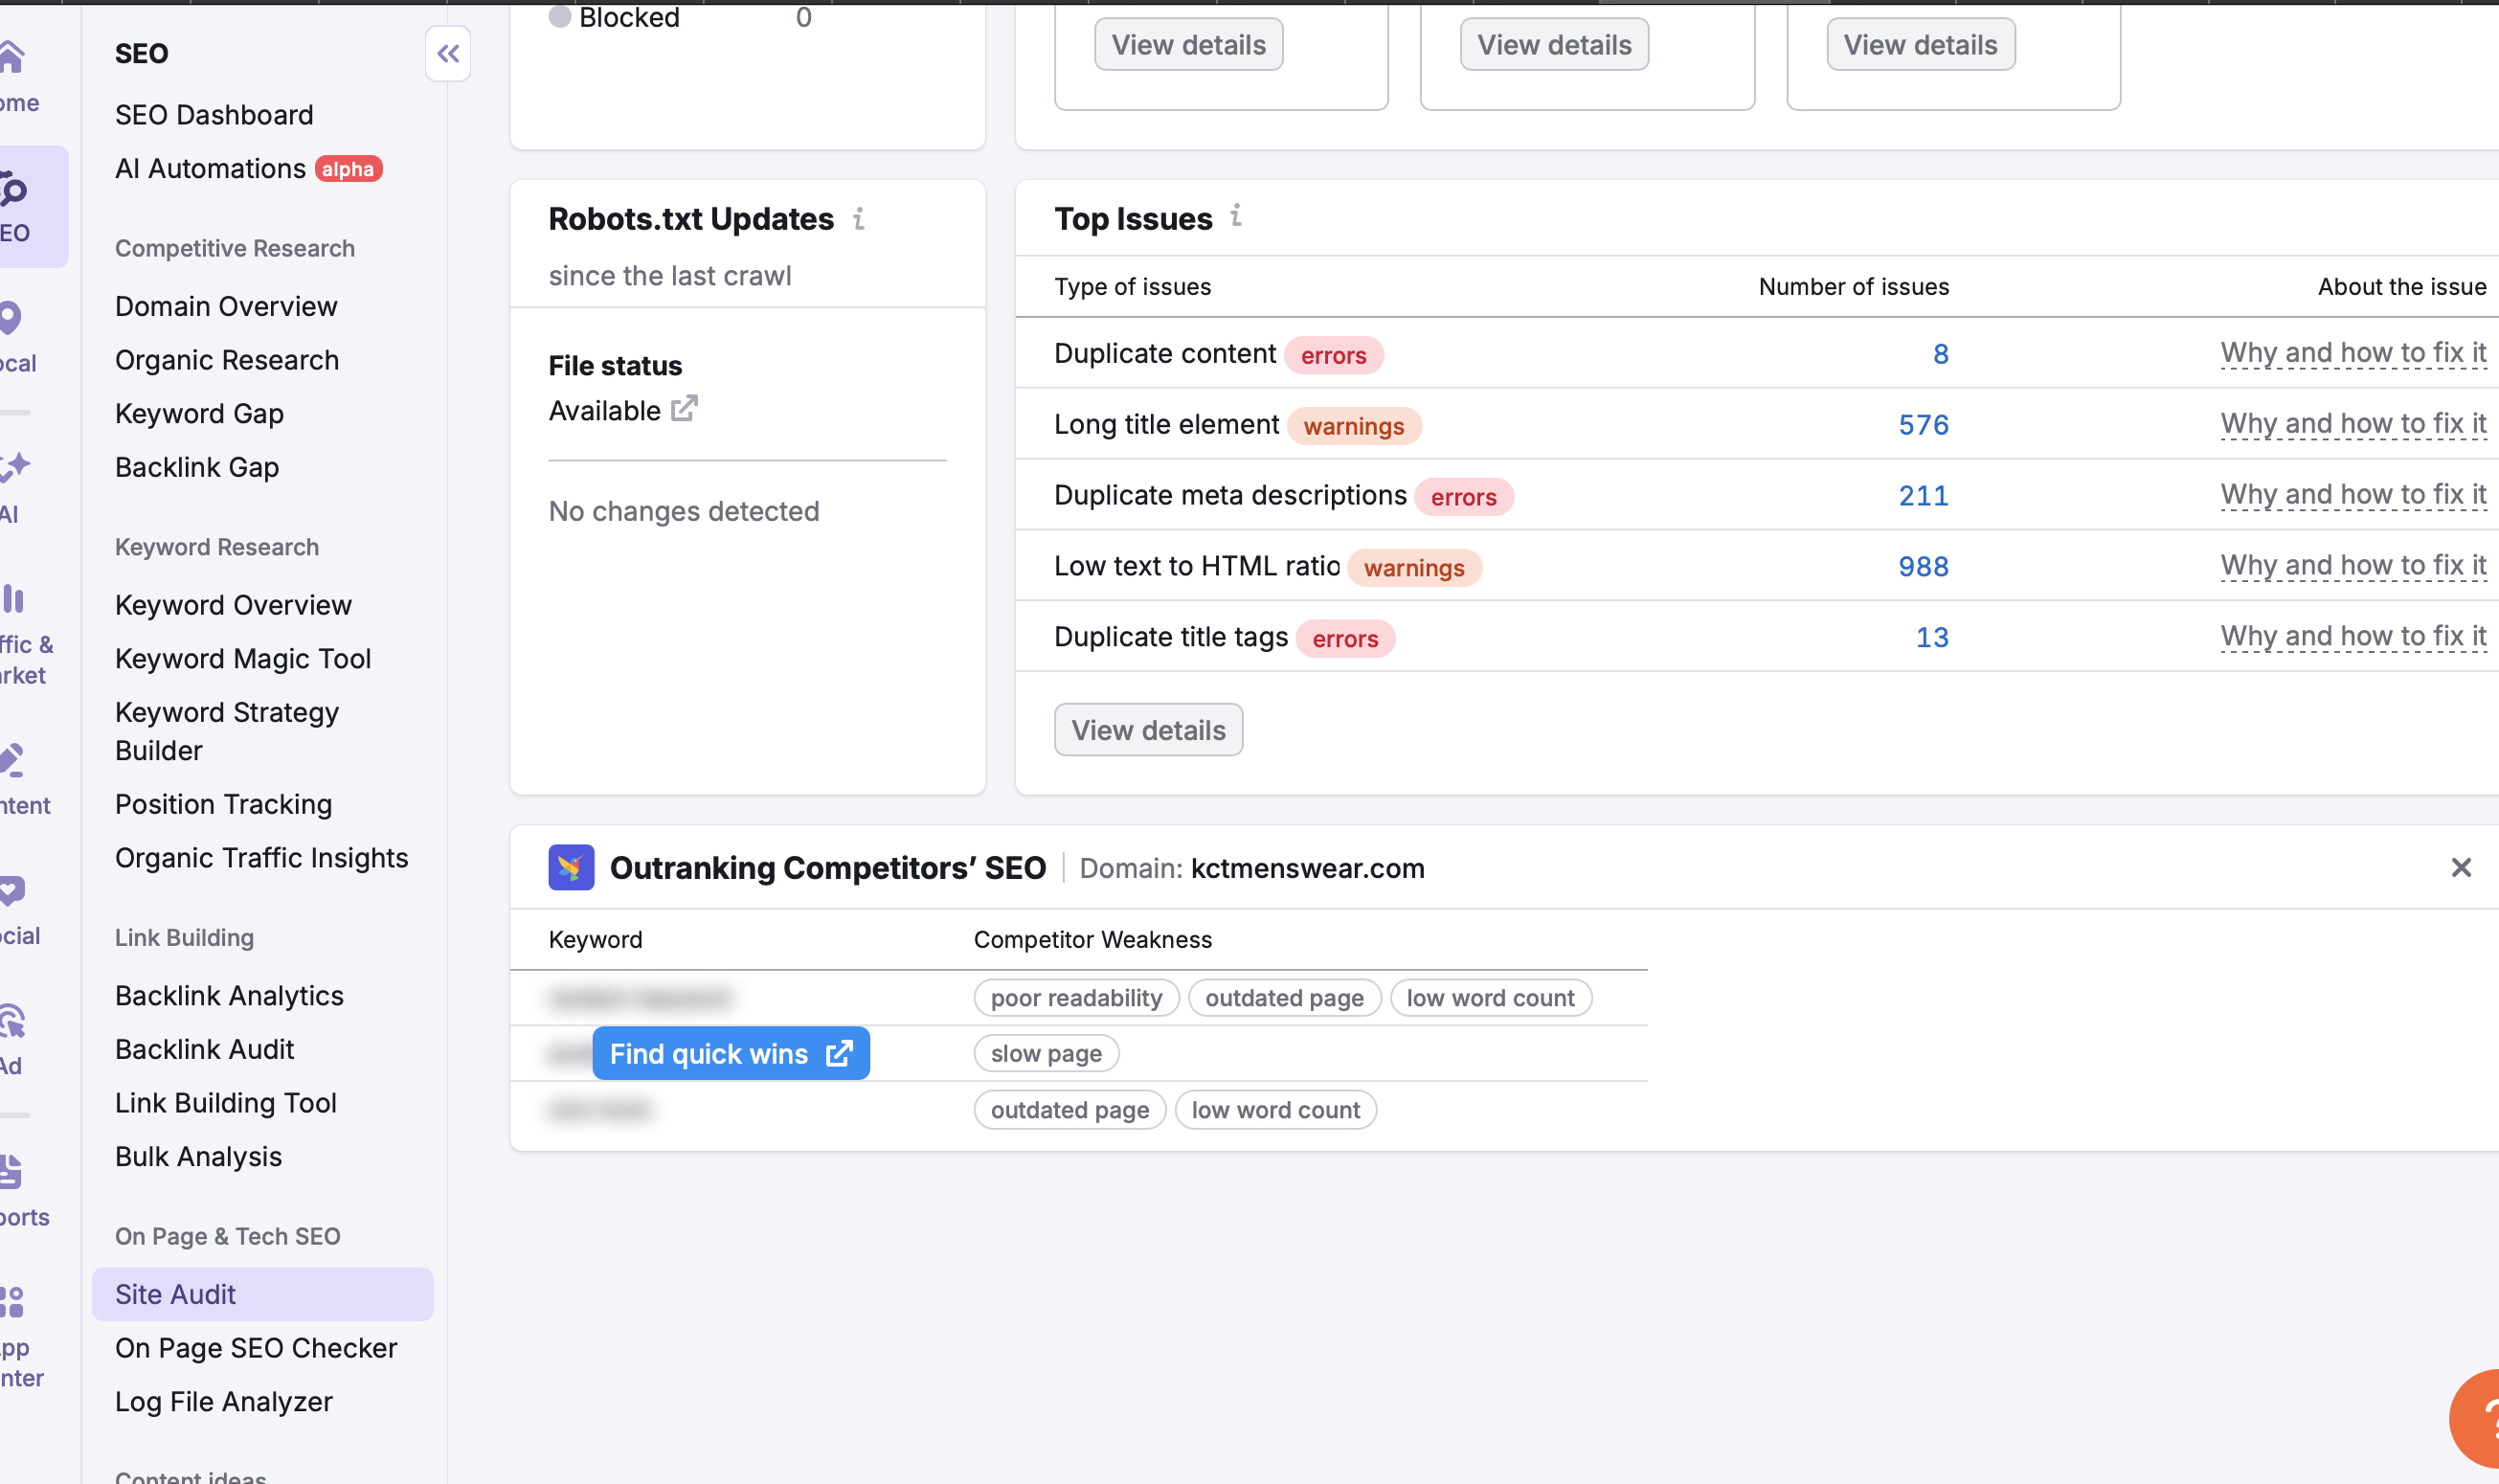 Blocked 0
View details View details View details
SEO
SEO Dashboard
AI Automations alpha
Competitive Research
Domain Overview
Organic Research
Keyword Gap
Backlink Gap
Keyword Research
Keyword Overview
Keyword Magic Tool
Keyword Strategy
Builder
Position Tracking
Organic Traffic Insights
Link Building
Backlink Analytics
Backlink Audit
Link Building Tool
Bulk Analysis
On Page & Tech SEO
Site Audit
On Page SEO Checker
Log File Analyzer
Content ideas
ome
EO
ocal
AI
ffic &
rket
ntent
ocial
Ad
ports
pp
nter
Robots.txt Updates
since the last crawl
File status
Available
No changes detected
Top Issues
Type of issues Number of issues About the issue
Duplicate content errors 8 Why and how to fix it
Long title element warnings 576 Why and how to fix it
Duplicate meta descriptions errors 211 Why and how to fix it
Low text to HTML ratio warnings 988 Why and how to fix it
Duplicate title tags errors 13 Why and how to fix it
View details
Outranking Competitors’ SEO Domain: kctmenswear.com
Keyword Competitor Weakness
poor readability outdated page low word count
Find quick wins slow page
outdated page low word count